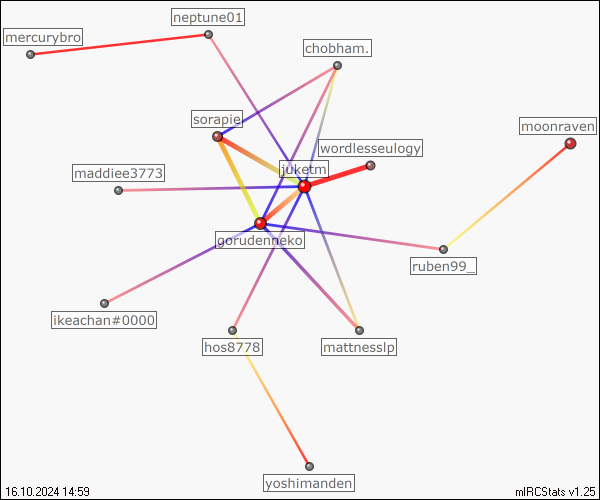 neptune01
mercurybro
chobham.
sorapie
moonraven
wordlesseulogy
juketm
maddiee3773
gorudenneko
ruben99_
ikeachan#0000
hos8778
mattnesslp
yoshimanden
16.10.2024 14:59
mIRCStats v1.25